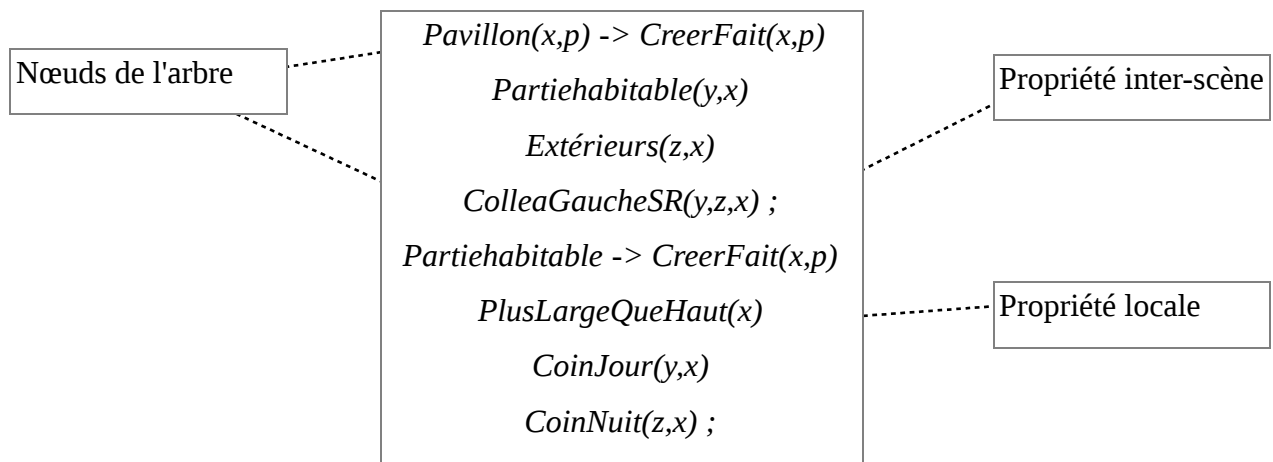 Nœuds de l'arbre
Pavillon(x,p) -> CreerFait(x,p)
Partiehabitable(y,x)
Extérieurs(z,x)
ColleaGaucheSR(y,z,x) ;
Partiehabitable -> CreerFait(x,p)
PlusLargeQueHaut(x)
CoinJour(y,x)
CoinNuit(z,x) ;
Propriété inter-scène
Propriété locale